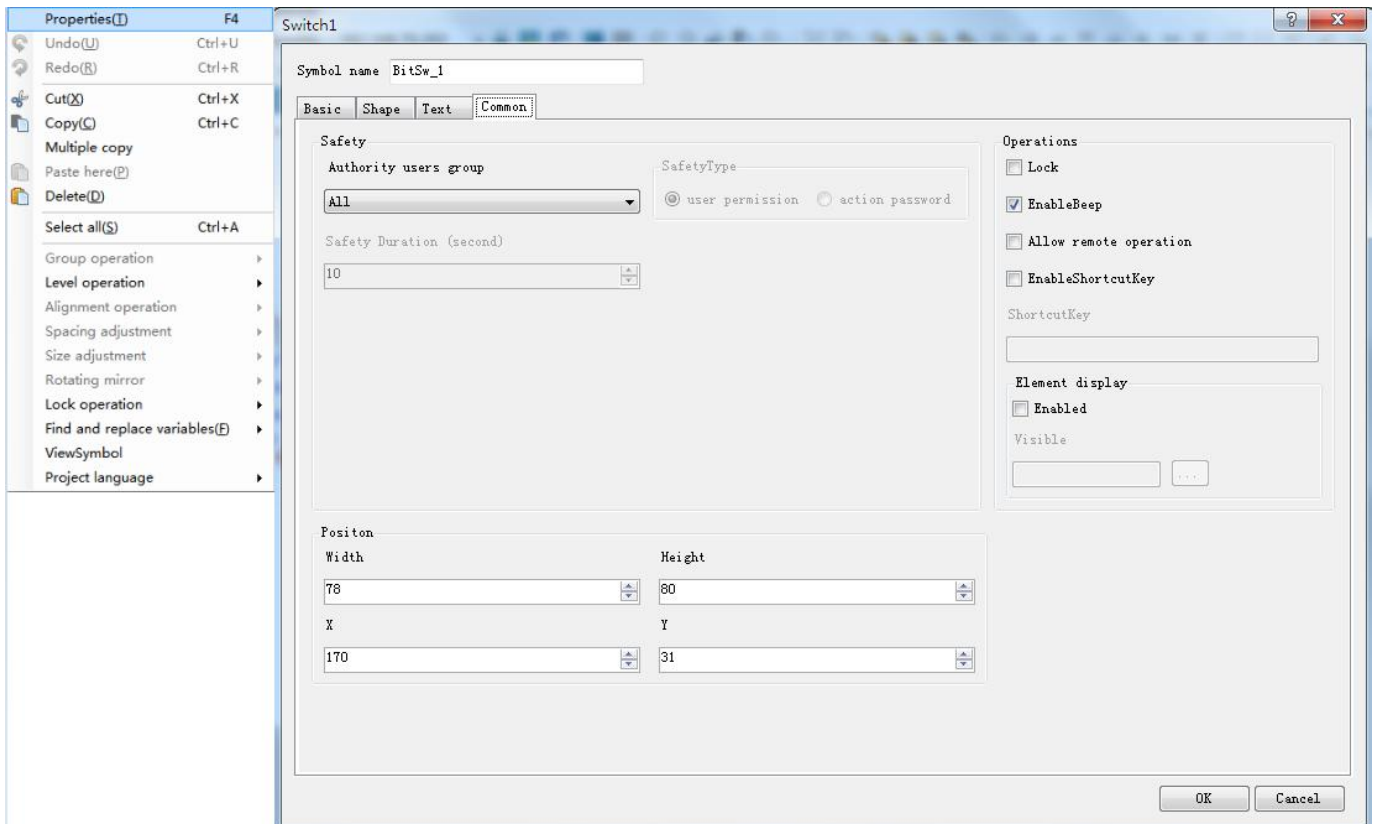 Properties(T) F4
Undo(U) Ctrl+U
Redo(R) Ctrl+R
Cut(X) Ctrl+X
Copy(C) Ctrl+C
Multiple copy
Paste here(P)
Delete(D)
Select all(S) Ctrl+A
Group operation
Level operation
Alignment operation
Spacing adjustment
Size adjustment
Rotating mirror
Lock operation
Find and replace variables(F)
ViewSymbol
Project language
Switch1
Symbol name BitSw_1
Basic Shape Text Common
Safety
Authority users group
All
SafetyType
user permission action password
Safety Duration (second)
10
Operations
Lock
EnableBeep
Allow remote operation
EnableShortcutKey
ShortcutKey
Element display
Enabled
Visible
...
Positon
Width Height
78 80
X Y
170 31
OK Cancel